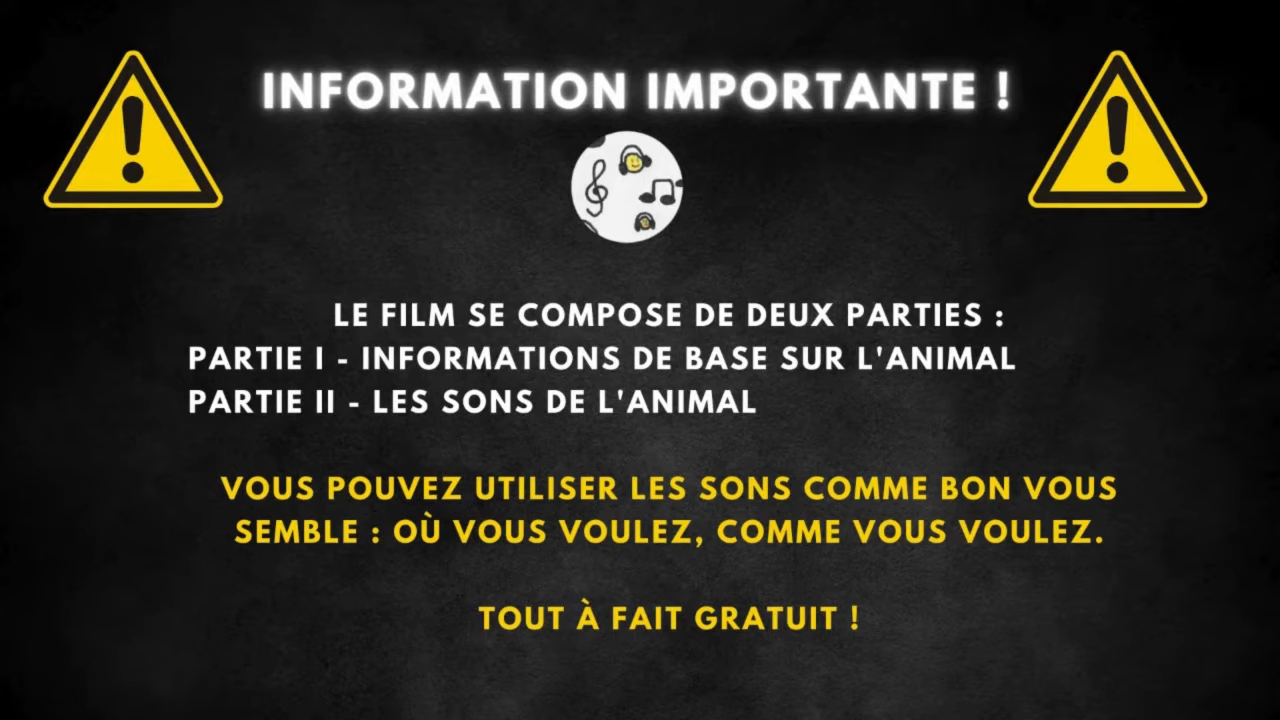 INFORMATION IMPORTANTE !
LE FILM SE COMPOSE DE DEUX PARTIES :
PARTIE I - INFORMATIONS DE BASE SUR L'ANIMAL
PARTIE II - LES SONS DE L'ANIMAL
VOUS POUVEZ UTILISER LES SONS COMME BON VOUS
SEMBLE : OÙ VOUS VOULEZ, COMME VOUS VOULEZ.
TOUT À FAIT GRATUIT !